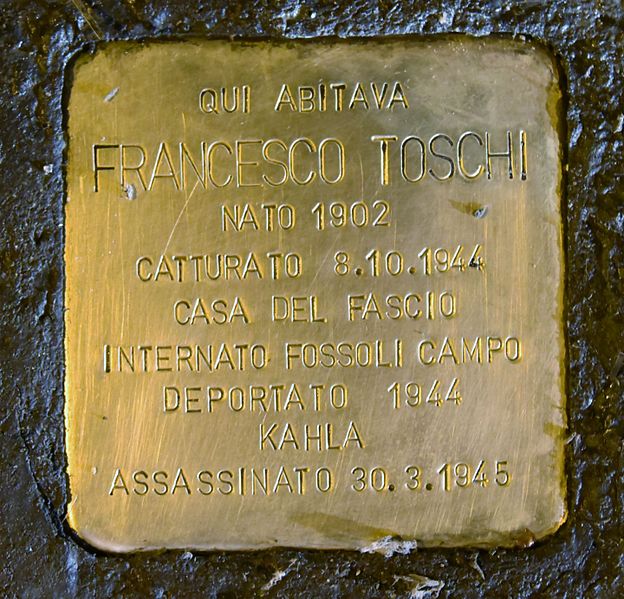 QUI ABITAVA
FRANCESCO TOSCHI
NATO 1902
CATTURATO 8.10.1944
CASA DEL FASCIO
INTERNATO FOSSOLI CAMPO
DEPORTATO 1944
KAHLA
ASSASSINATO 30.3.1945